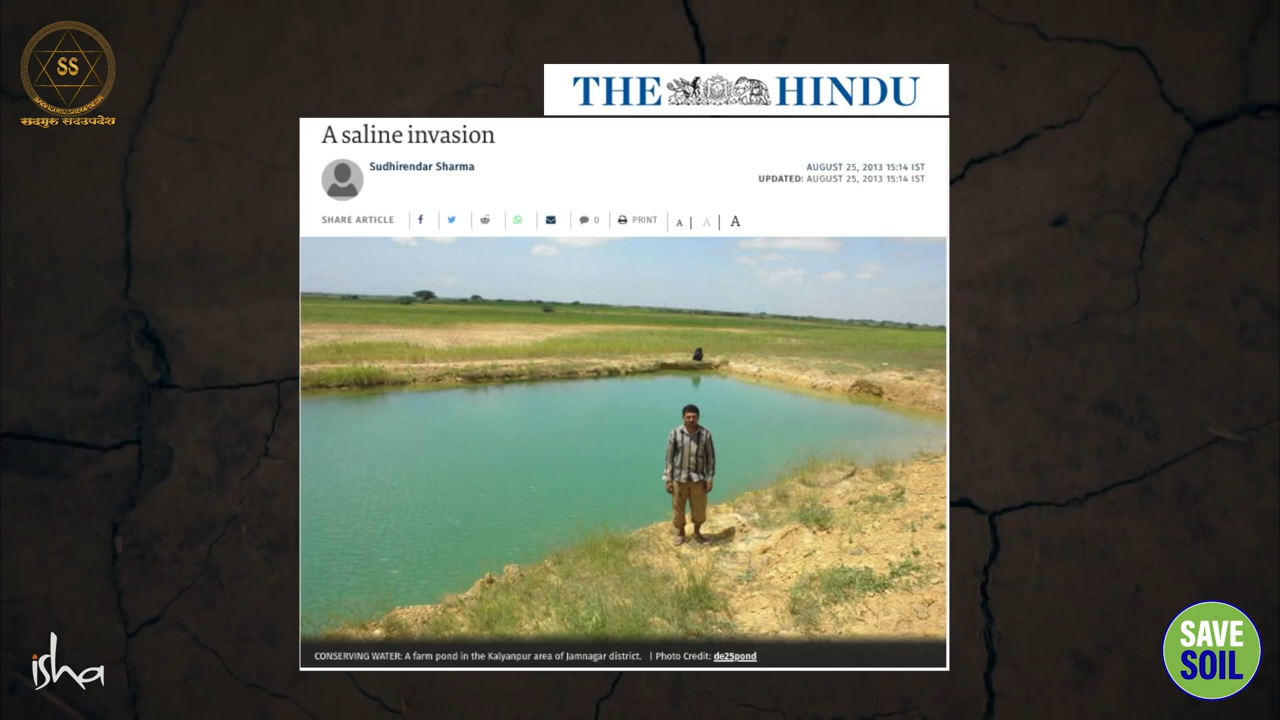 SS
SADHGURU SADUPDESH
सद्‌गुरु सदउपदेश
THE HINDU
A saline invasion
Sudhirendar Sharma
AUGUST 25, 2013 15:14 IST
UPDATED: AUGUST 25, 2013 15:14 IST
SHARE ARTICLE 0 PRINT A | A | A
CONSERVING WATER: A farm pond in the Kalyanpur area of Jamnagar district. | Photo Credit: de25pond
isha
SAVE
SOIL